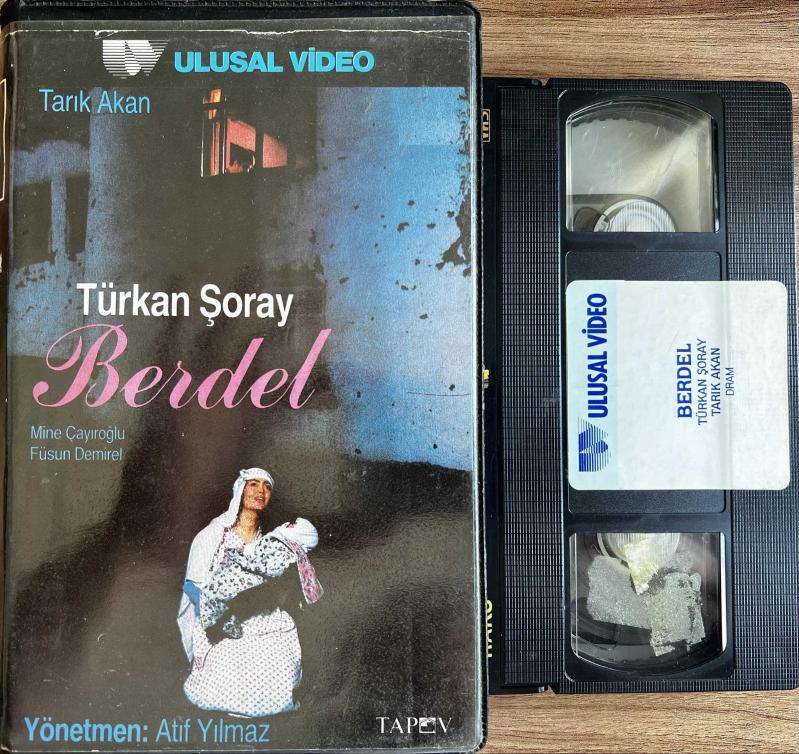 ULUSAL VİDEO
Tarık Akan
Türkan Şoray
Berdel
Mine Çayıroğlu
Füsun Demirel
Yönetmen: Atıf Yılmaz
TAPV
ULUSAL VİDEO
BERDEL
TÜRKAN ŞORAY
TARIK AKAN
DRAM